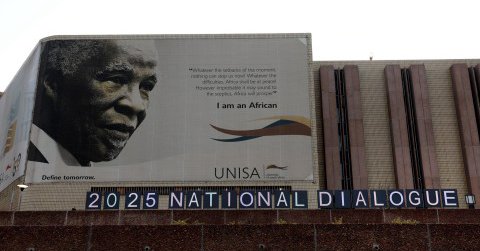 "Whatever the setbacks of the moment,
nothing can stop us now! Whatever the
difficulties, Africa shall be at peace!
However improbable it may sound to
the sceptics, Africa will prosper"
I am an African
UNISA
Define tomorrow.
2025 NATIONAL DIALOGUE